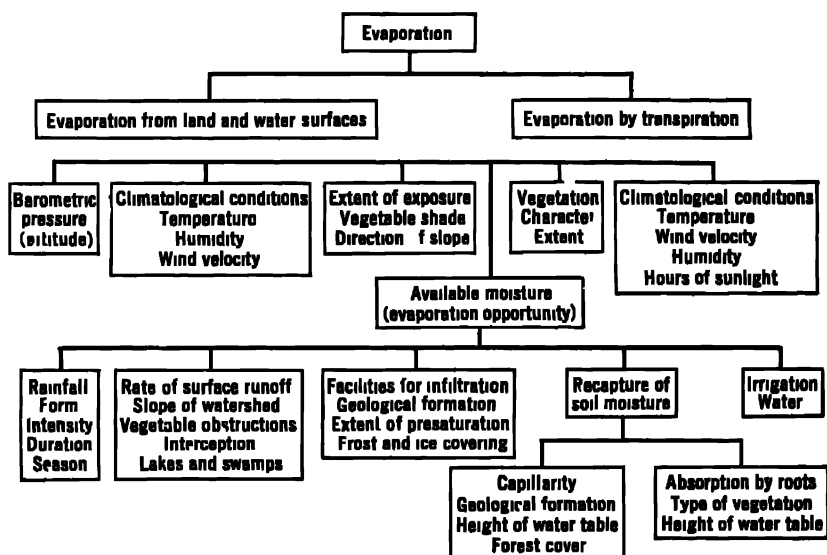 Evaporation
Evaporation from land and water surfaces
Evaporation by transpiration
Barometric
pressure
(altitude)
Climatological conditions
Temperature
Humidity
Wind velocity
Extent of exposure
Vegetable shade
Direction f slope
Vegetation
Character
Extent
Climatological conditions
Temperature
Wind velocity
Humidity
Hours of sunlight
Available moisture
(evaporation opportunity)
Rainfall
Form
Intensity
Duration
Season
Rate of surface runoff
Slope of watershed
Vegetable obstructions
Interception
Lakes and swamps
Facilities for infiltration
Geological formation
Extent of presaturation
Frost and ice covering
Recapture of
soil moisture
Irrigation
Water
Capillarity
Geological formation
Height of water table
Forest cover
Absorption by roots
Type of vegetation
Height of water table